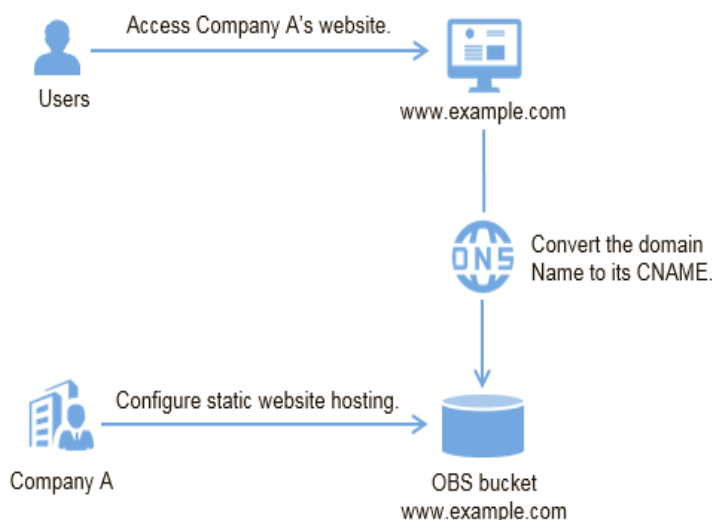 Access Company A's website.
Users
www.example.com
DNS
Convert the domain
Name to its CNAME.
Configure static website hosting.
Company A
OBS bucket
www.example.com